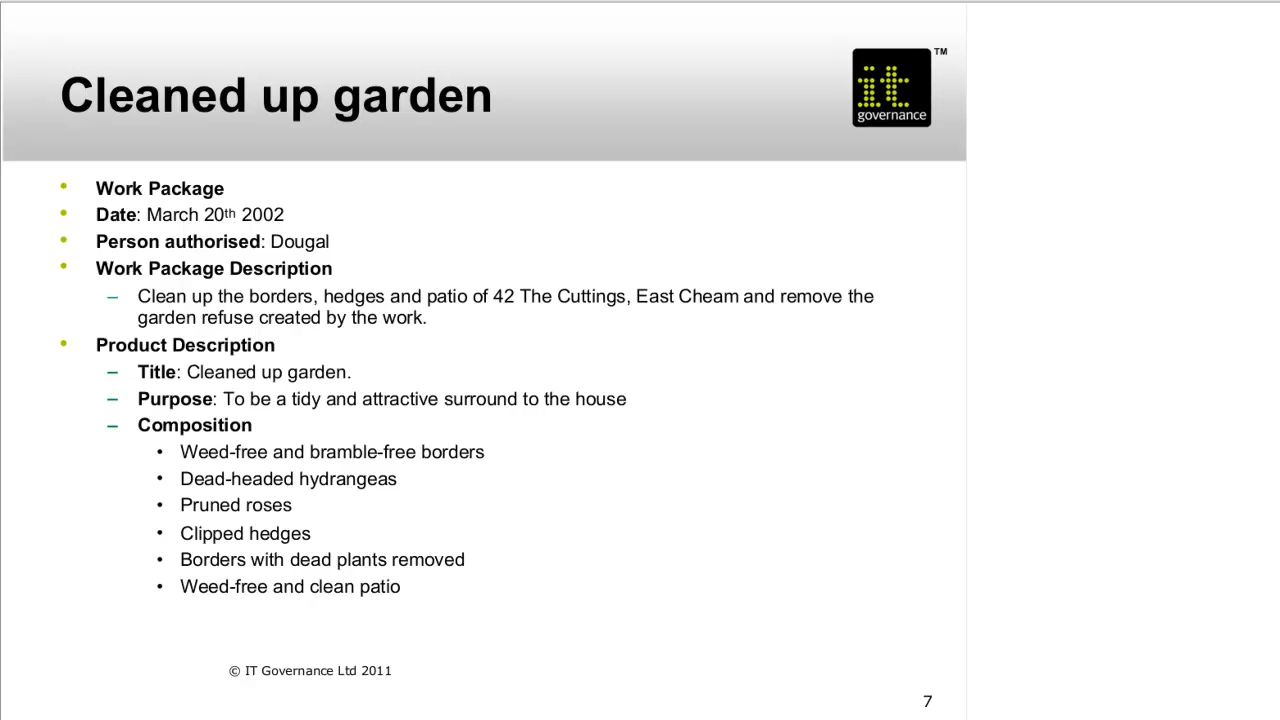 Cleaned up garden
TM
it
governance
• Work Package
• Date: March 20th 2002
• Person authorised: Dougal
• Work Package Description
– Clean up the borders, hedges and patio of 42 The Cuttings, East Cheam and remove the
garden refuse created by the work.
• Product Description
– Title: Cleaned up garden.
– Purpose: To be a tidy and attractive surround to the house
– Composition
• Weed-free and bramble-free borders
• Dead-headed hydrangeas
• Pruned roses
• Clipped hedges
• Borders with dead plants removed
• Weed-free and clean patio
© IT Governance Ltd 2011
7